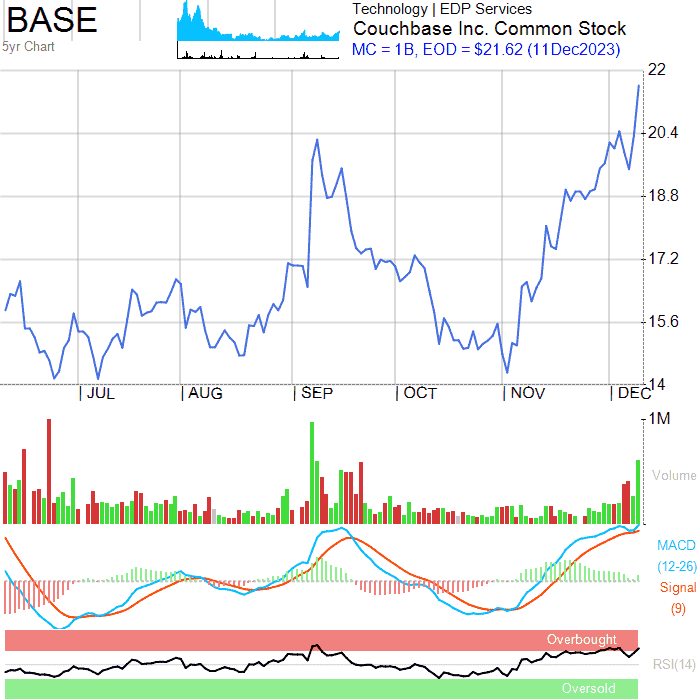 BASE
5yr Chart
Technology | EDP Services
Couchbase Inc. Common Stock
MC = 1B, EOD = $21.62 (11Dec2023)
22
20.4
18.8
17.2
15.6
14
| JUL | AUG | SEP | OCT | NOV | DEC
1M
Volume
MACD
(12-26)
Signal
(9)
Overbought
RSI(14)
Oversold